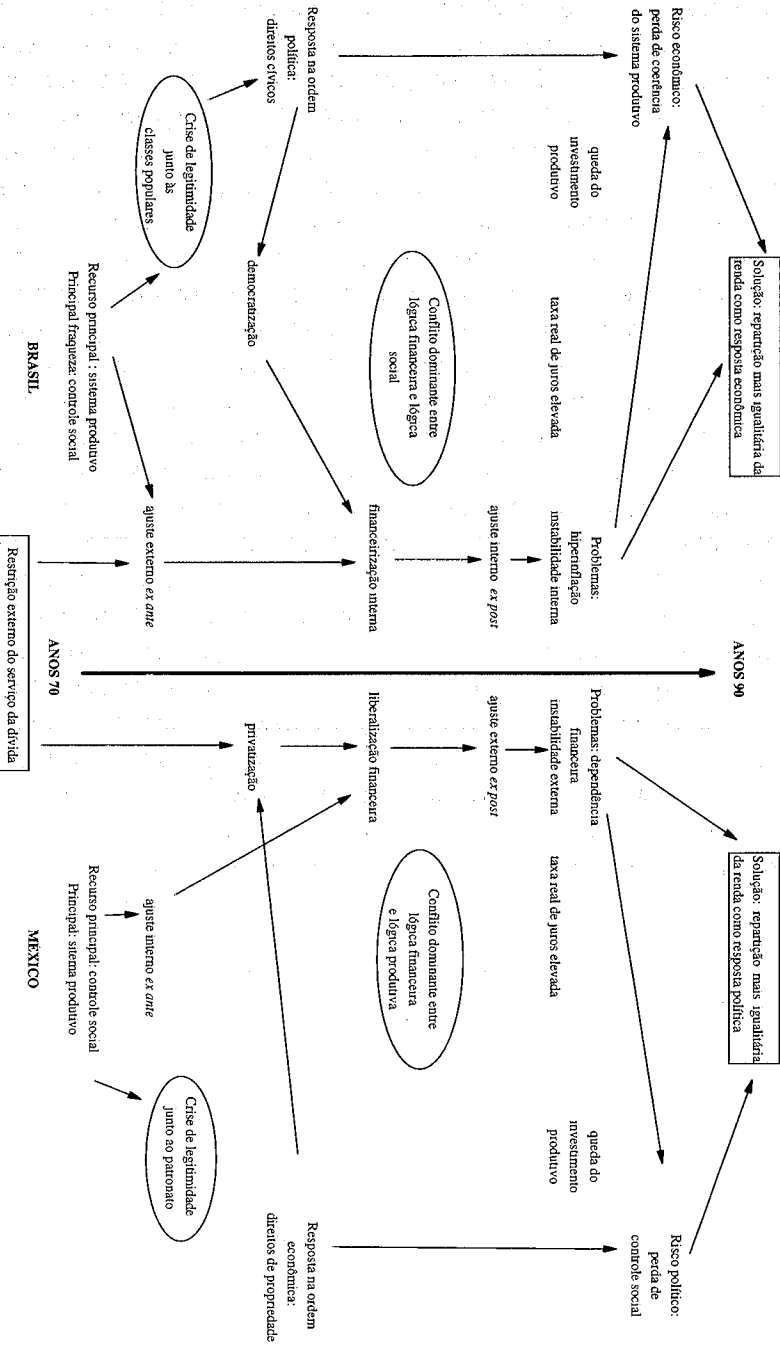 ANOS 90
Solução: repartição mais igualitária da
renda como resposta econômica
Solução: repartição mais igualitária
da renda como resposta política
Risco econômico:
perda de coerência
do sistema produtivo
queda do
investimento
produtivo
taxa real de juros elevada
Problemas:
hiperinflação
instabilidade interna
Problemas: dependência
financeira
instabilidade externa
taxa real de juros elevada
queda do
investimento
produtivo
Risco político:
perda de
controle social
ajuste interno ex post
ajuste externo ex post
Conflito dominante entre
lógica financeira e lógica
social
Conflito dominante entre
lógica financeira
e lógica produtiva
financeirização interna
liberalização financeira
Resposta na ordem
política:
direitos cívicos
democratização
privatização
Resposta na ordem
econômica:
direitos de propriedade
Crise de legitimidade
junto às
classes populares
ajuste externo ex ante
ajuste interno ex ante
Crise de legitimidade
junto ao patronato
Recurso principal : sistema produtivo
Principal fraqueza: controle social
Recurso principal: controle social
Principal: sitema produtivo
BRASIL
ANOS 70
MÉXICO
Restrição externo do serviço da dívida